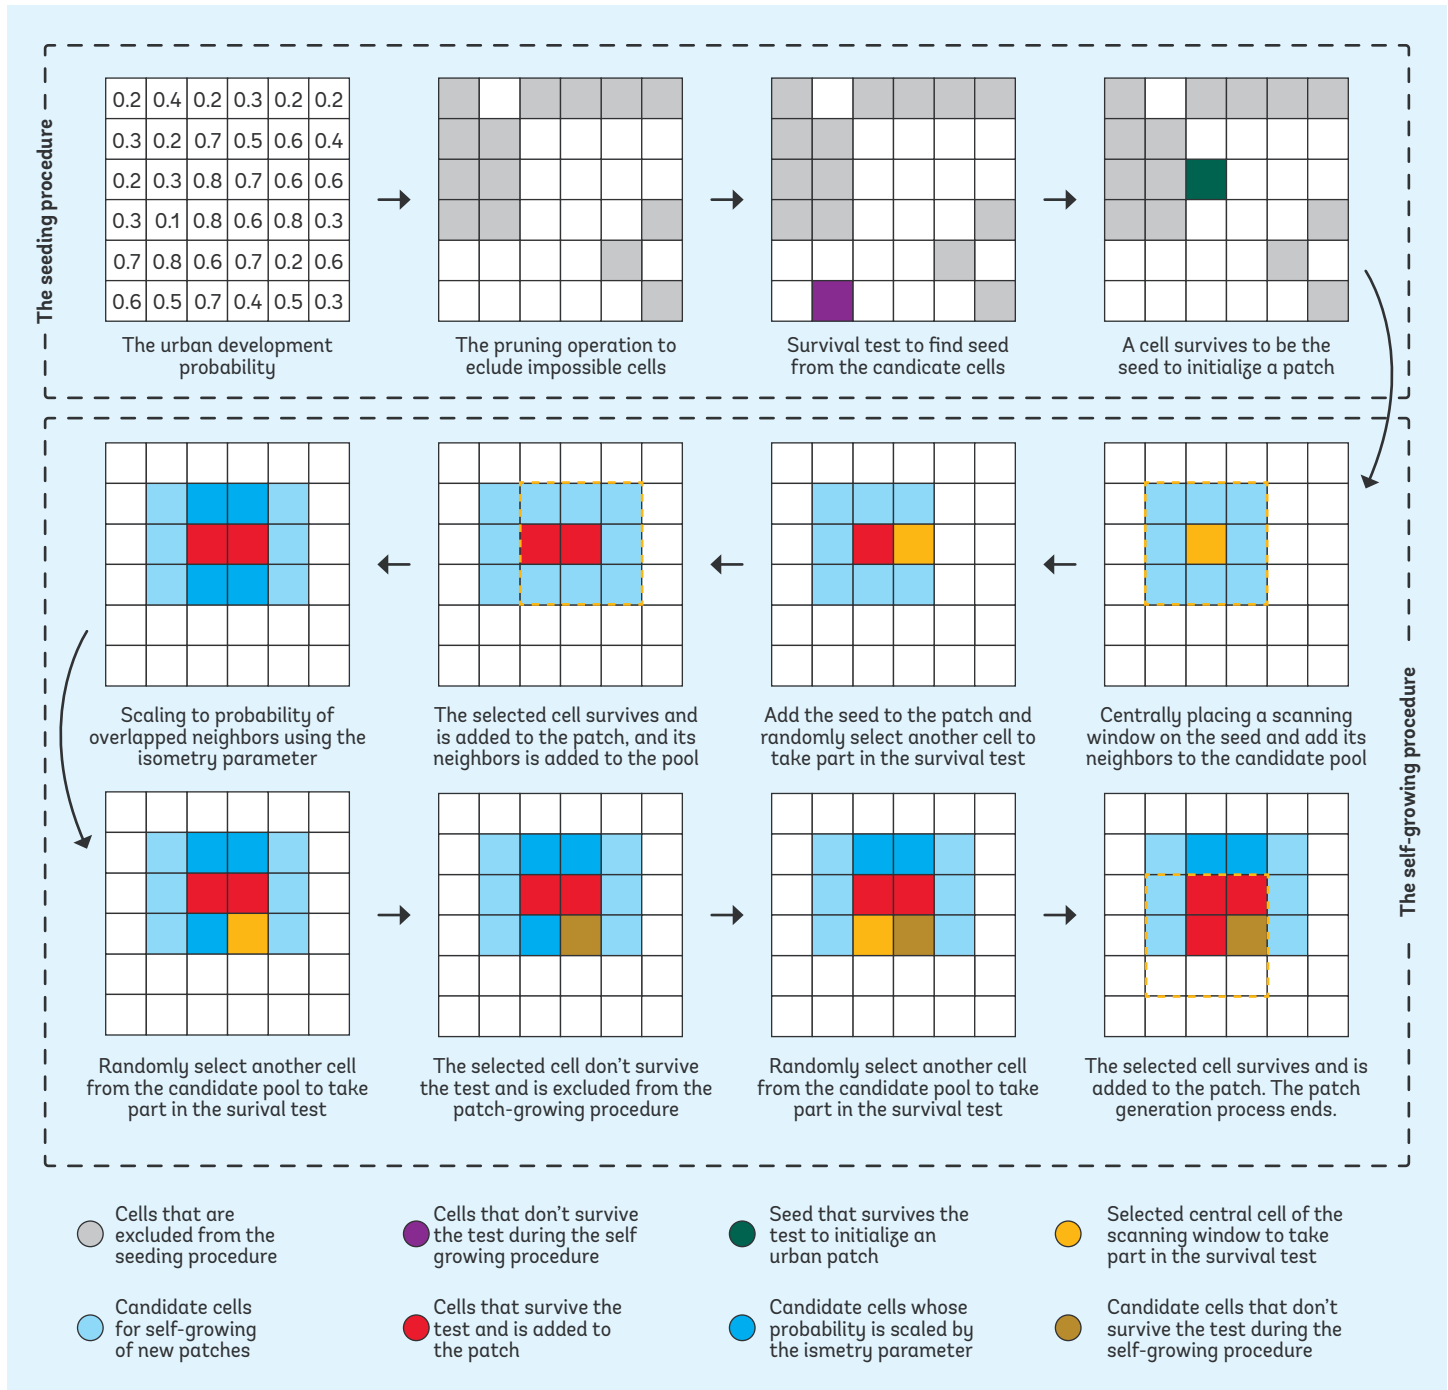 The seeding procedure
0.2 0.4 0.2 0.3 0.2 0.2
0.3 0.2 0.7 0.5 0.6 0.4
0.2 0.3 0.8 0.7 0.6 0.6
0.3 0.1 0.8 0.6 0.8 0.3
0.7 0.8 0.6 0.7 0.2 0.6
0.6 0.5 0.7 0.4 0.5 0.3
The urban development
probability
The pruning operation to
eclude impossible cells
Survival test to find seed
from the candicate cells
A cell survives to be the
seed to initialize a patch
The self-growing procedure
Scaling to probability of
overlapped neighbors using the
isometry parameter
The selected cell survives and
is added to the patch, and its
neighbors is added to the pool
Add the seed to the patch and
randomly select another cell to
take part in the survival test
Centrally placing a scanning
window on the seed and add its
neighbors to the candidate pool
Randomly select another cell
from the candidate pool to take
part in the surival test
The selected cell don't survive
the test and is excluded from the
patch-growing procedure
Randomly select another cell
from the candidate pool to take
part in the survival test
The selected cell survives and is
added to the patch. The patch
generation process ends.
Cells that are
excluded from the
seeding procedure
Cells that don't survive
the test during the self
growing procedure
Seed that survives the
test to initialize an
urban patch
Selected central cell of the
scanning window to take
part in the survival test
Candidate cells
for self-growing
of new patches
Cells that survive the
test and is added to
the patch
Candidate cells whose
probability is scaled by
the ismetry parameter
Candidate cells that don't
survive the test during the
self-growing procedure